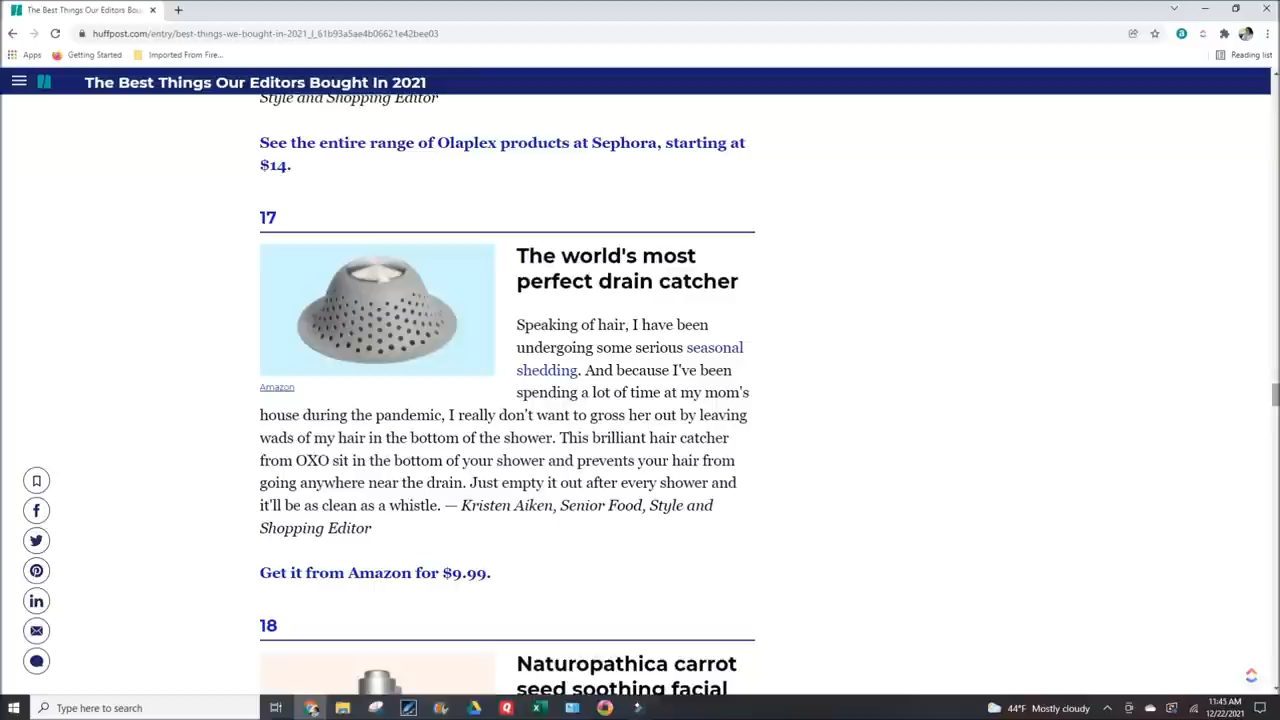 The Best Things Our Editors Bou
huffpost.com/entry/best-things-we-bought-in-2021_l_61b93a5ae4b06621e42bee03
Apps
Getting Started
Imported From Fire...
Reading list
The Best Things Our Editors Bought In 2021
Style and Shopping Editor
See the entire range of Olaplex products at Sephora, starting at
$14.
17
The world's most
perfect drain catcher
Speaking of hair, I have been
undergoing some serious seasonal
shedding. And because I've been
spending a lot of time at my mom's
Amazon
house during the pandemic, I really don't want to gross her out by leaving
wads of my hair in the bottom of the shower. This brilliant hair catcher
from OXO sit in the bottom of your shower and prevents your hair from
going anywhere near the drain. Just empty it out after every shower and
it'll be as clean as a whistle. — Kristen Aiken, Senior Food, Style and
Shopping Editor
Get it from Amazon for $9.99.
18
Naturopathica carrot
seed soothing facial
Type here to search
44°F Mostly cloudy
11:45 AM
12/22/2021